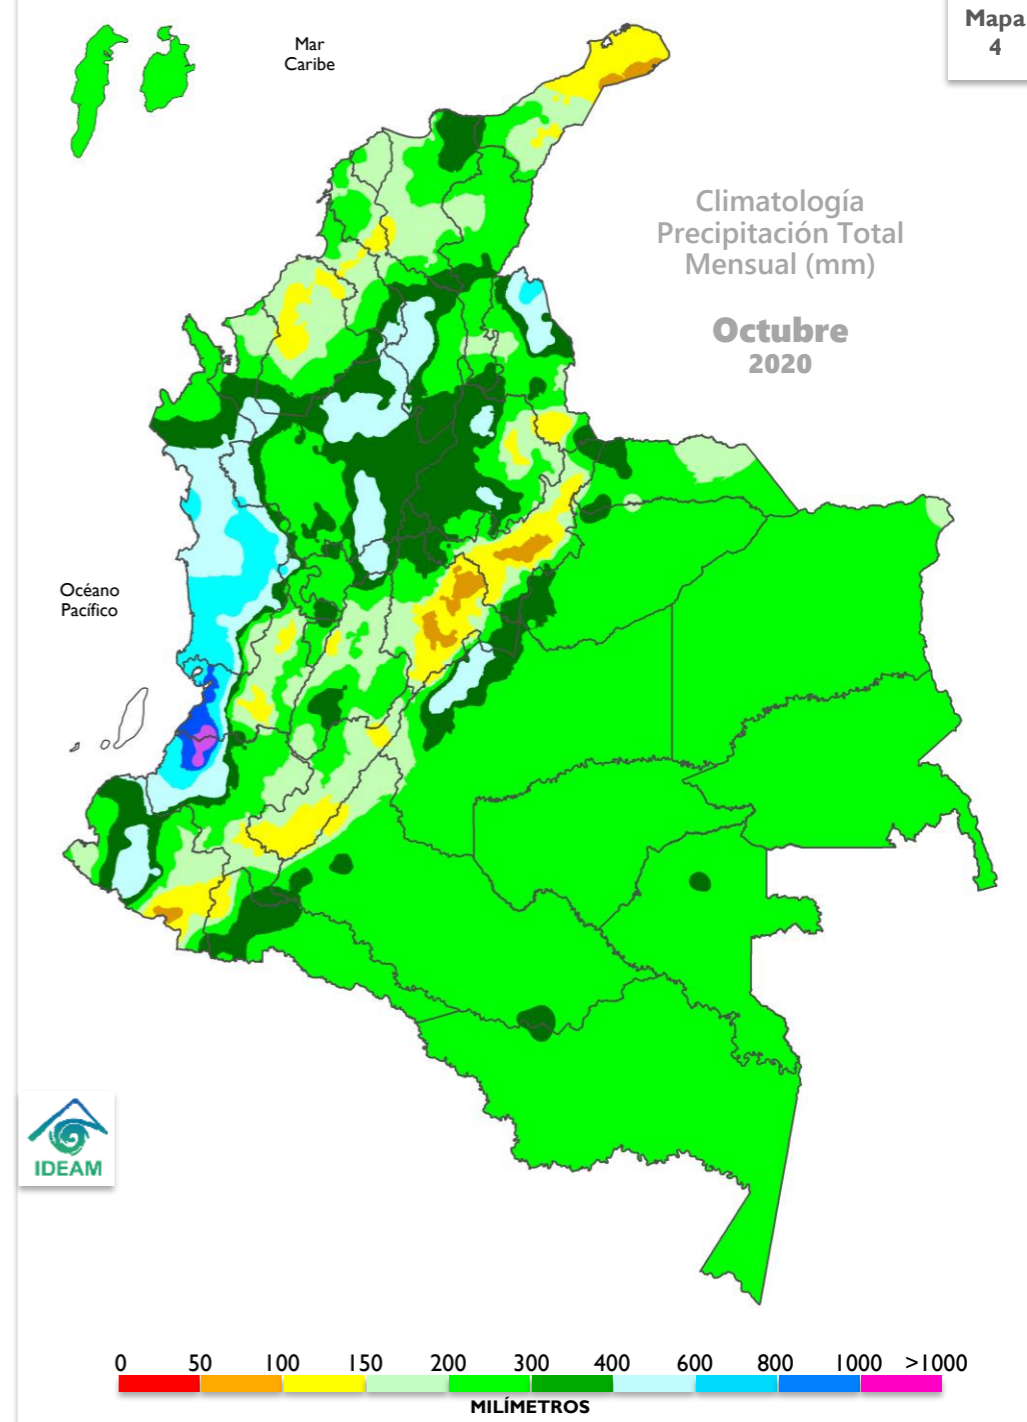 Mapa
4
Mar
Caribe
Climatología
Precipitación Total
Mensual (mm)
Octubre
2020
Océano
Pacífico
IDEAM
0 50 100 150 200 300 400 600 800 1000 >1000
MILÍMETROS